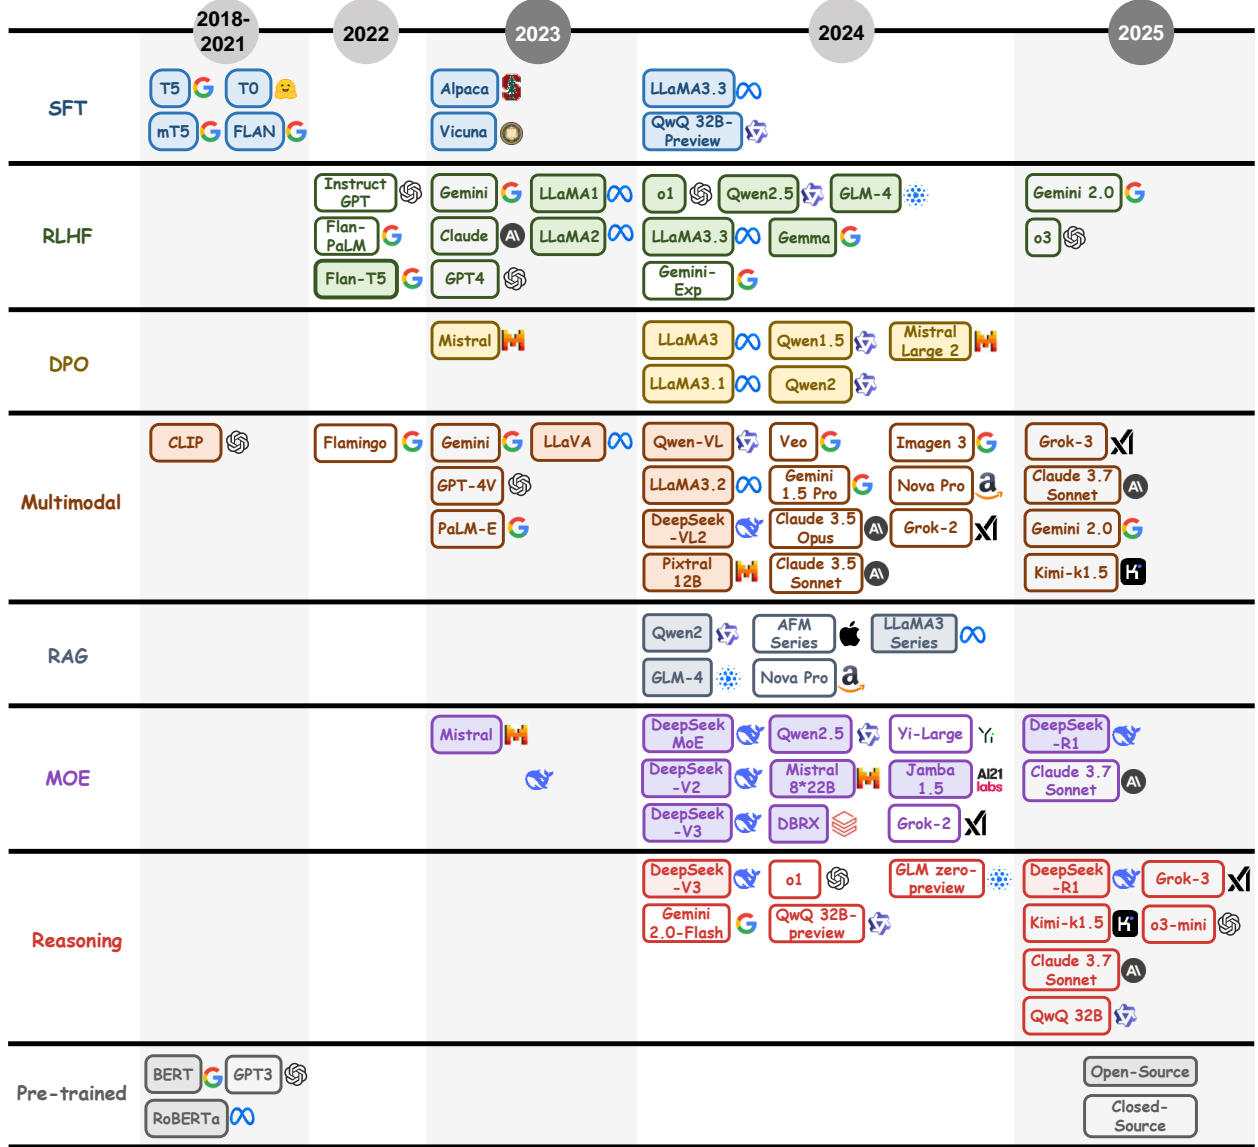 2018-
2021
2022
2023
2024
2025
SFT
T5
T0
Alpaca
LLaMA3.3
mT5
FLAN
Vicuna
QwQ 32B-
Preview
RLHF
Instruct
GPT
Gemini
LLaMA1
o1
Qwen2.5
GLM-4
Gemini 2.0
Flan-
PaLM
Claude
LLaMA2
LLaMA3.3
Gemma
o3
Flan-T5
GPT4
Gemini-
Exp
DPO
Mistral
LLaMA3
Qwen1.5
Mistral
Large 2
LLaMA3.1
Qwen2
Multimodal
CLIP
Flamingo
Gemini
LLaVA
Qwen-VL
Veo
Imagen 3
Grok-3
GPT-4V
LLaMA3.2
Gemini
1.5 Pro
Nova Pro
Claude 3.7
Sonnet
PaLM-E
DeepSeek
-VL2
Claude 3.5
Opus
Grok-2
Gemini 2.0
Pixtral
12B
Claude 3.5
Sonnet
Kimi-k1.5
RAG
Qwen2
AFM
Series
LLaMA3
Series
GLM-4
Nova Pro
MOE
Mistral
DeepSeek
MoE
Qwen2.5
Yi-Large
DeepSeek
-R1
DeepSeek
-V2
Mistral
8*22B
Jamba
1.5
AI21
labs
Claude 3.7
Sonnet
DeepSeek
-V3
DBRX
Grok-2
Reasoning
DeepSeek
-V3
o1
GLM zero-
preview
DeepSeek
-R1
Grok-3
Gemini
2.0-Flash
QwQ 32B-
preview
Kimi-k1.5
o3-mini
Claude 3.7
Sonnet
QwQ 32B
Pre-trained
BERT
GPT3
RoBERTa
Open-Source
Closed-
Source